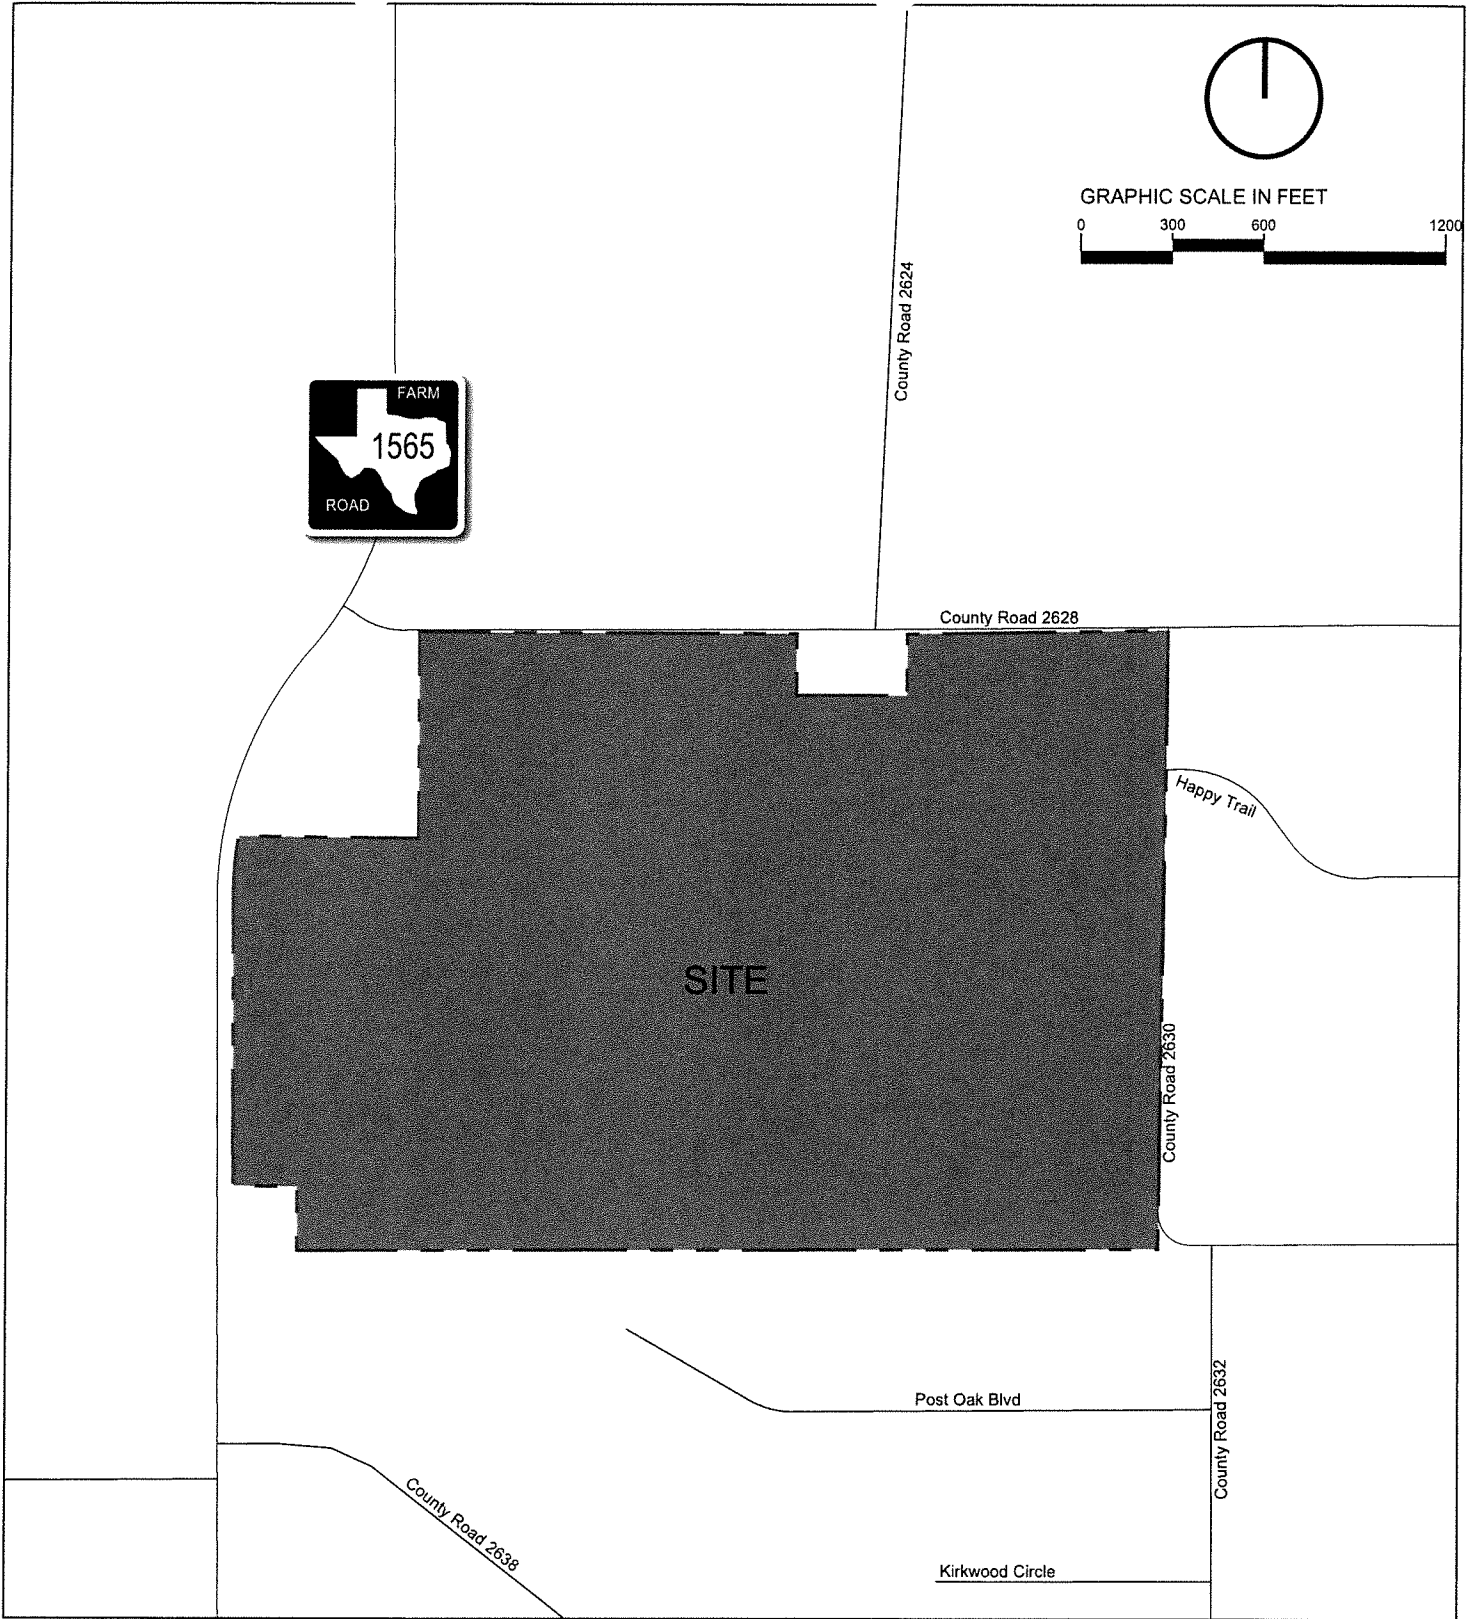 GRAPHIC SCALE IN FEET
0 300 600 1200
County Road 2624
FARM
1565
ROAD
County Road 2628
Happy Trail
SITE
County Road 2630
Post Oak Blvd
County Road 2632
County Road 2638
Kirkwood Circle